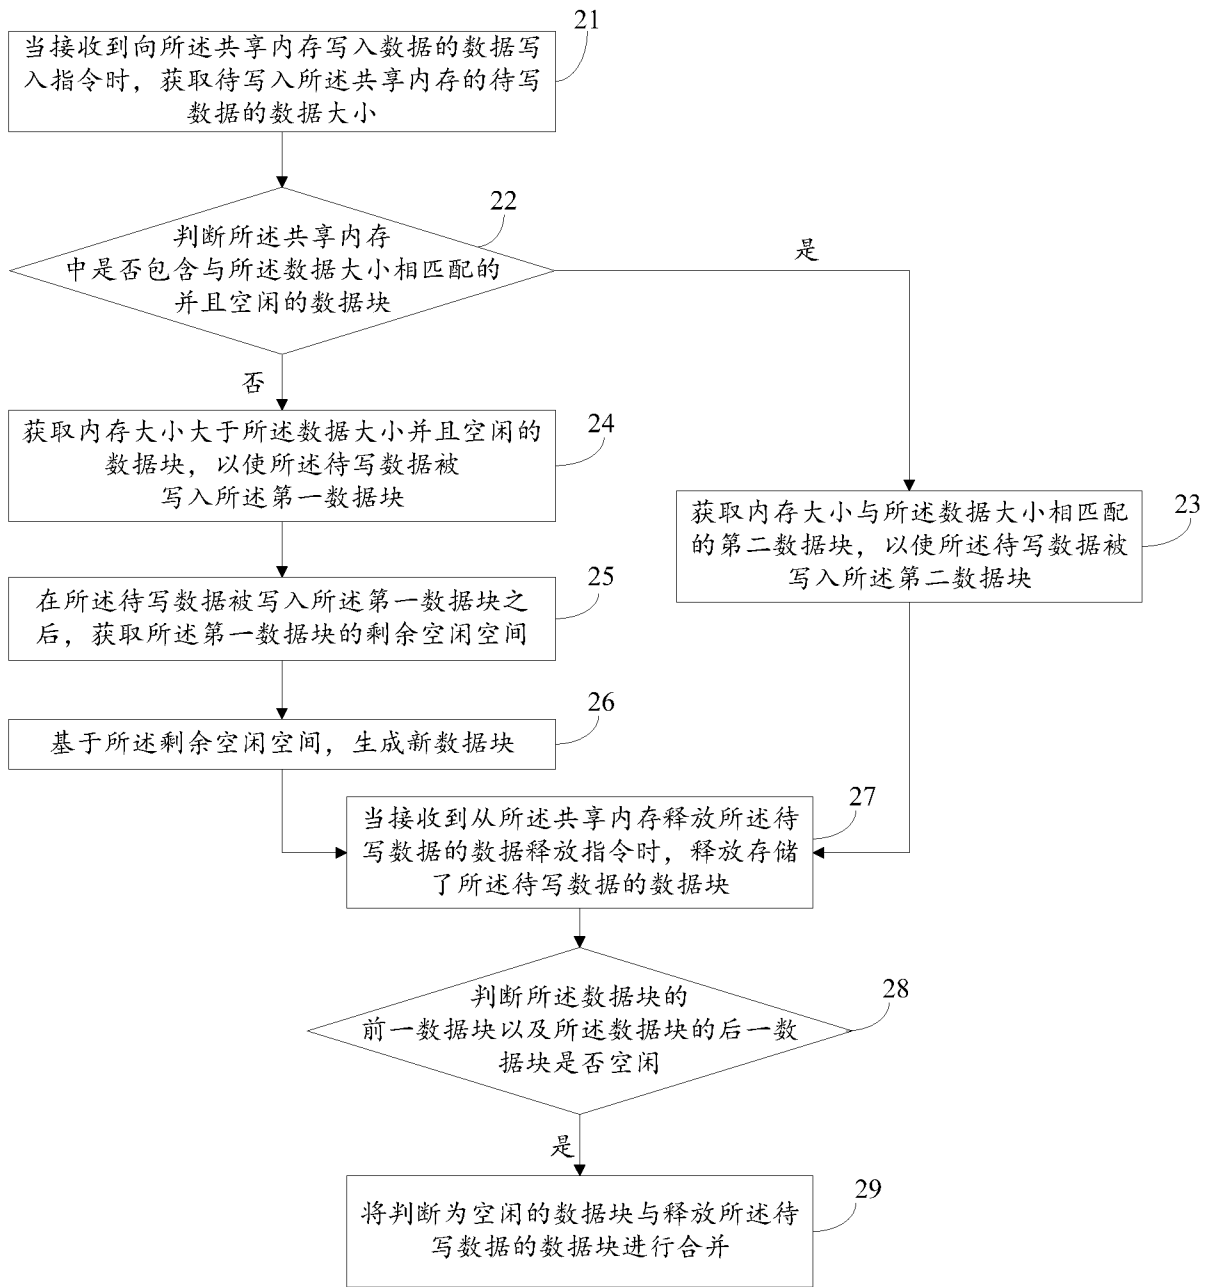 21
当接收到向所述共享内存写入数据的数据写
入指令时，获取待写入所述共享内存的待写
数据的数据大小
22
判断所述共享内存
中是否包含与所述数据大小相匹配的
并且空闲的数据块
是
否
获取内存大小大于所述数据大小并且空闲的
数据块，以使所述待写数据被
写入所述第一数据块
24
获取内存大小与所述数据大小相匹配
的第二数据块，以使所述待写数据被
写入所述第二数据块
23
在所述待写数据被写入所述第一数据块之
后，获取所述第一数据块的剩余空闲空间
25
基于所述剩余空闲空间，生成新数据块
26
当接收到从所述共享内存释放所述待
写数据的数据释放指令时，释放存储
了所述待写数据的数据块
27
判断所述数据块的
前一数据块以及所述数据块的后一数
据块是否空闲
28
是
将判断为空闲的数据块与释放所述待
写数据的数据块进行合并
29